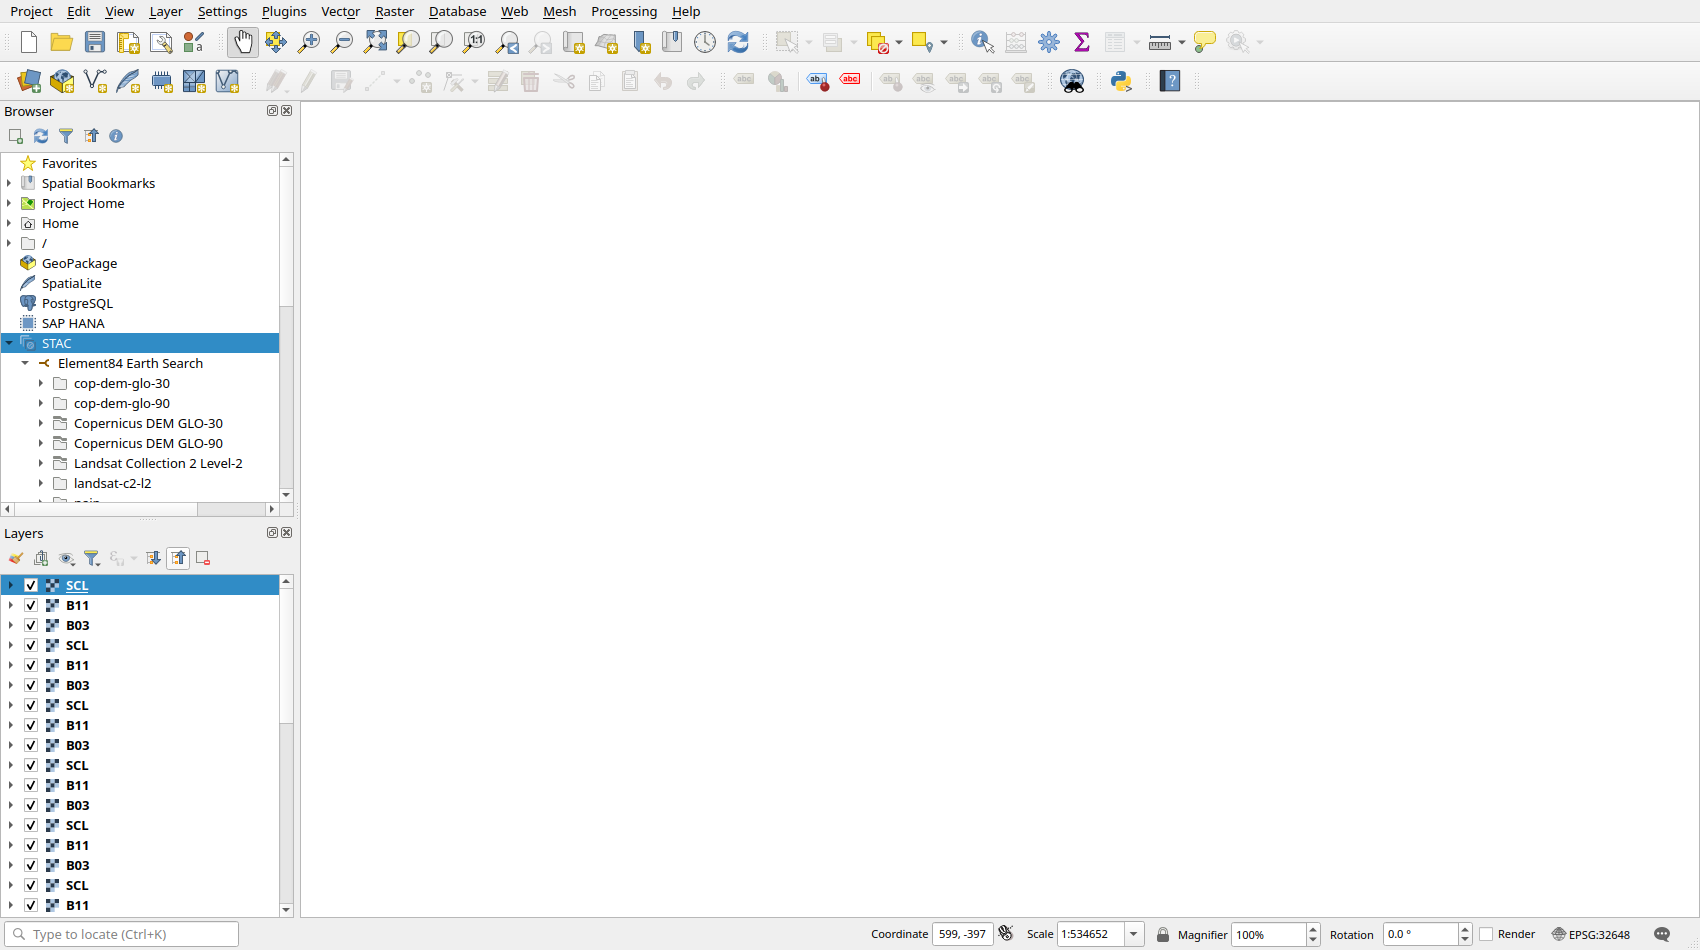 Project Edit View Layer Settings Plugins Vector Raster Database Web Mesh Processing Help
Browser
Favorites
Spatial Bookmarks
Project Home
Home
/
GeoPackage
SpatiaLite
PostgreSQL
SAP HANA
STAC
Element84 Earth Search
cop-dem-glo-30
cop-dem-glo-90
Copernicus DEM GLO-30
Copernicus DEM GLO-90
Landsat Collection 2 Level-2
landsat-c2-l2
Layers
SCL
B11
B03
SCL
B11
B03
SCL
B11
B03
SCL
B11
B03
SCL
B11
B03
SCL
B11
Type to locate (Ctrl+K) Coordinate 599, -397 Scale 1:534652 Magnifier 100% Rotation 0.0 ° Render EPSG:32648